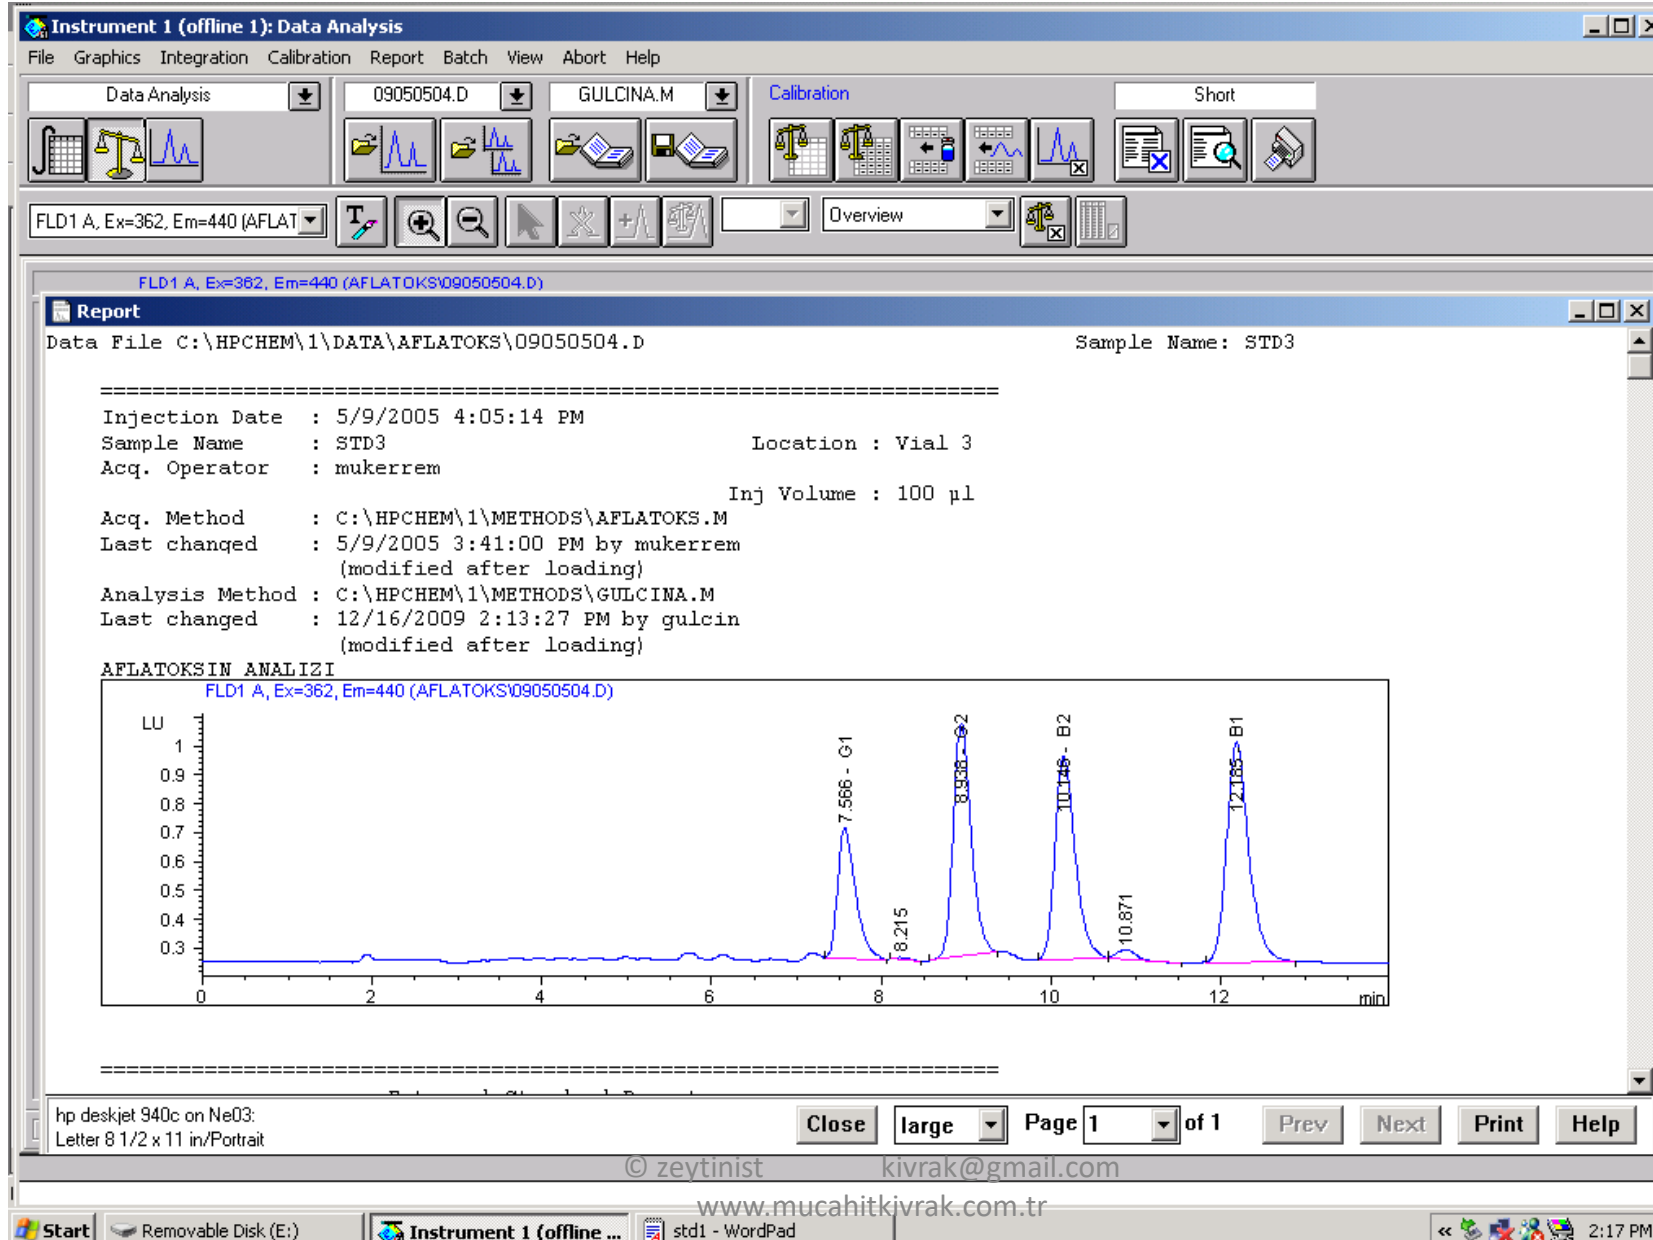 Instrument 1 (offline 1): Data Analysis
File Graphics Integration Calibration Report Batch View Abort Help
Data Analysis 09050504.D GULCINA.M Calibration Short
FLD1 A, Ex=362, Em=440 (AFLAT Overview
FLD1 A, Ex=362, Em=440 (AFLATOKS\09050504.D)
Report
Data File C:\HPCHEM\1\DATA\AFLATOKS\09050504.D Sample Name: STD3
=====================================================================
Injection Date : 5/9/2005 4:05:14 PM
Sample Name : STD3 Location : Vial 3
Acq. Operator : mukerrem
Inj Volume : 100 µl
Acq. Method : C:\HPCHEM\1\METHODS\AFLATOKS.M
Last changed : 5/9/2005 3:41:00 PM by mukerrem
(modified after loading)
Analysis Method : C:\HPCHEM\1\METHODS\GULCINA.M
Last changed : 12/16/2009 2:13:27 PM by gulcin
(modified after loading)
AFLATOKSIN ANALIZI
FLD1 A, Ex=362, Em=440 (AFLATOKS\09050504.D)
LU
1
0.9
0.8
0.7
0.6
0.5
0.4
0.3
7.566 - G1
8.215
8.938 - G2
10.146 - B2
10.871
12.185 - B1
0 2 4 6 8 10 12 min
=====================================================================
hp deskjet 940c on Ne03:
Letter 8 1/2 x 11 in/Portrait
Close large Page 1 of 1 Prev Next Print Help
© zeytinist kivrak@gmail.com
www.mucahitkivrak.com.tr
Start Removable Disk (E:) Instrument 1 (offline ... std1 - WordPad « 2:17 PM